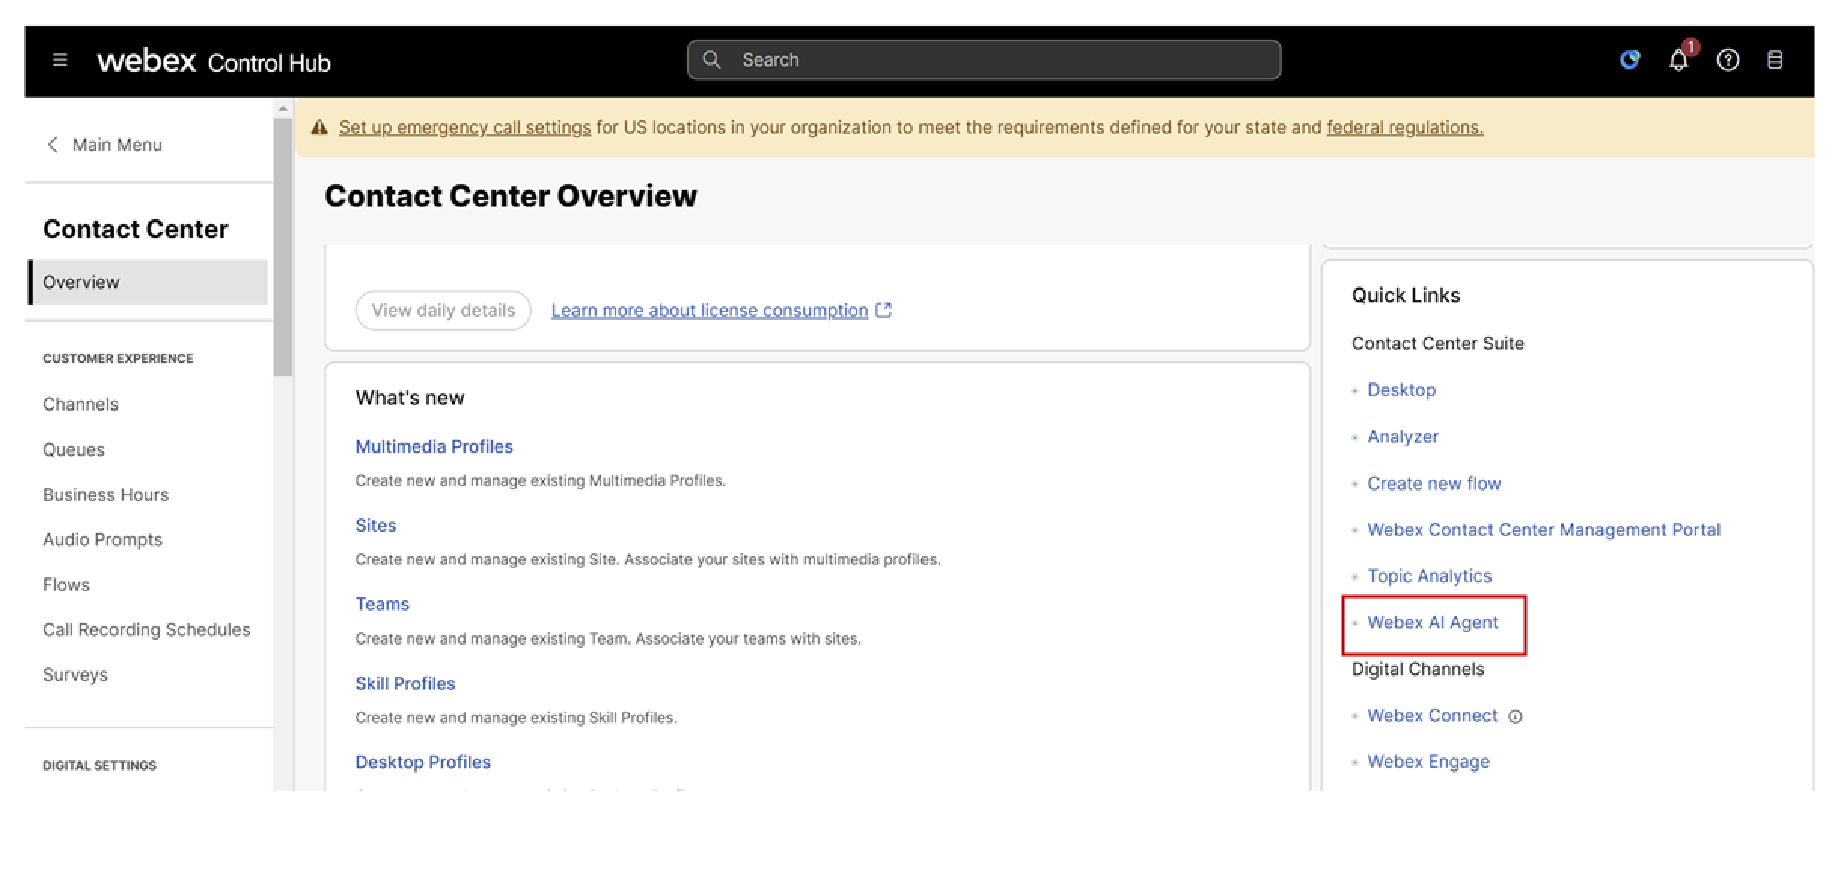 webex Control Hub
Search
1
Set up emergency call settings for US locations in your organization to meet the requirements defined for your state and federal regulations.
Main Menu
Contact Center
Overview
CUSTOMER EXPERIENCE
Channels
Queues
Business Hours
Audio Prompts
Flows
Call Recording Schedules
Surveys
DIGITAL SETTINGS
Contact Center Overview
View daily details
Learn more about license consumption
What's new
Multimedia Profiles
Create new and manage existing Multimedia Profiles.
Sites
Create new and manage existing Site. Associate your sites with multimedia profiles.
Teams
Create new and manage existing Team. Associate your teams with sites.
Skill Profiles
Create new and manage existing Skill Profiles.
Desktop Profiles
Quick Links
Contact Center Suite
Desktop
Analyzer
Create new flow
Webex Contact Center Management Portal
Topic Analytics
Webex AI Agent
Digital Channels
Webex Connect
Webex Engage